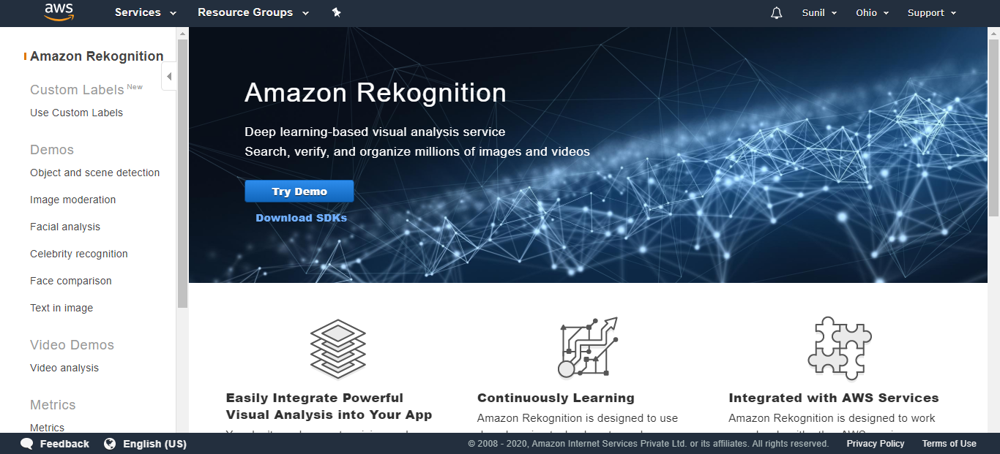 aws
Services
Resource Groups
Sunil
Ohio
Support
Amazon Rekognition
Custom Labels New
Use Custom Labels
Demos
Object and scene detection
Image moderation
Facial analysis
Celebrity recognition
Face comparison
Text in image
Video Demos
Video analysis
Metrics
Metrics
Amazon Rekognition
Deep learning-based visual analysis service
Search, verify, and organize millions of images and videos
Try Demo
Download SDKs
Easily Integrate Powerful
Visual Analysis into Your App
Continuously Learning
Amazon Rekognition is designed to use
Integrated with AWS Services
Amazon Rekognition is designed to work
Feedback
English (US)
© 2008 - 2020, Amazon Internet Services Private Ltd. or its affiliates. All rights reserved.
Privacy Policy
Terms of Use